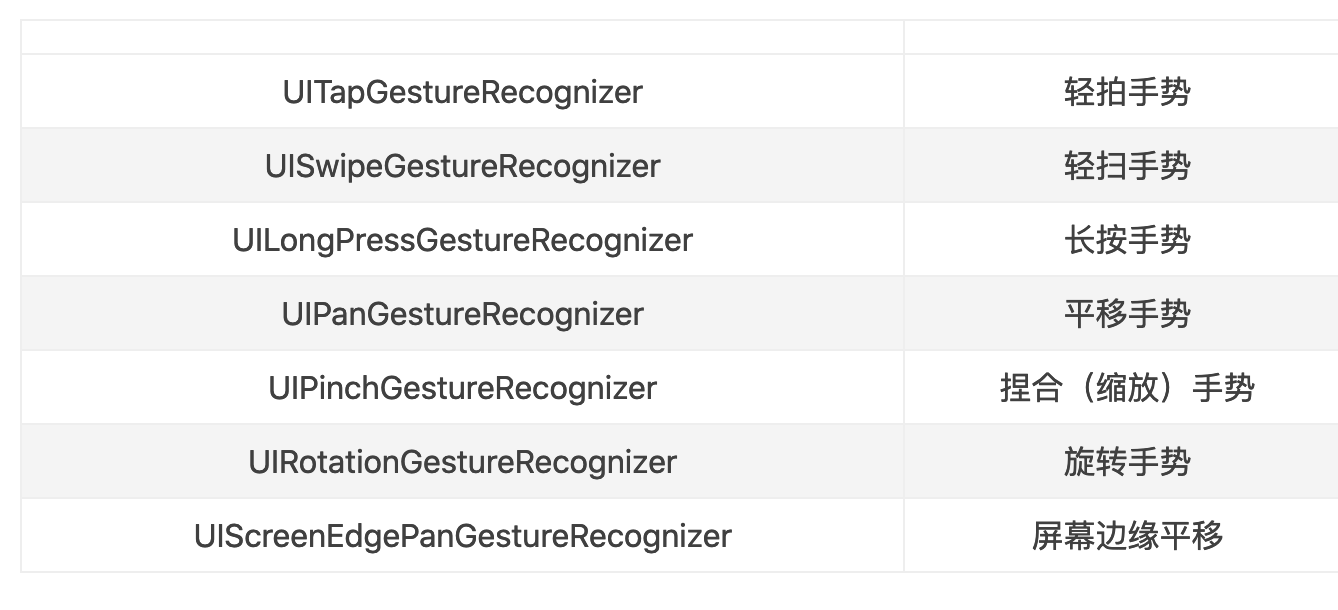 UITapGestureRecognizer 轻拍手势
UISwipeGestureRecognizer 轻扫手势
UILongPressGestureRecognizer 长按手势
UIPanGestureRecognizer 平移手势
UIPinchGestureRecognizer 捏合（缩放）手势
UIRotationGestureRecognizer 旋转手势
UIScreenEdgePanGestureRecognizer 屏幕边缘平移